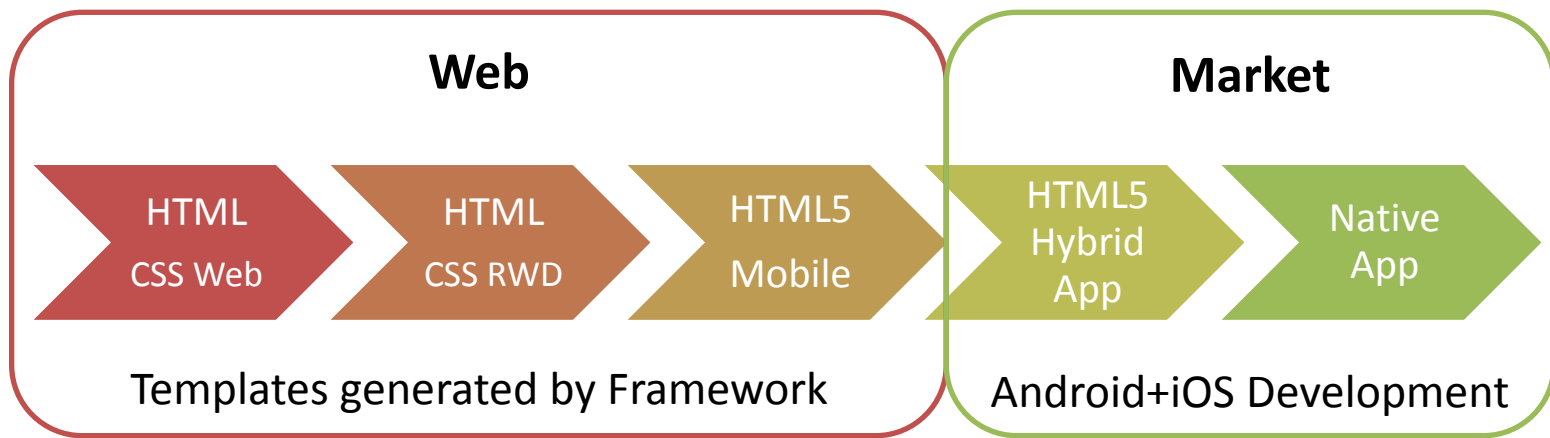 Web
Market
HTML
CSS Web
HTML
CSS RWD
HTML5
Mobile
HTML5
Hybrid
App
Native
App
Templates generated by Framework
Android+iOS Development